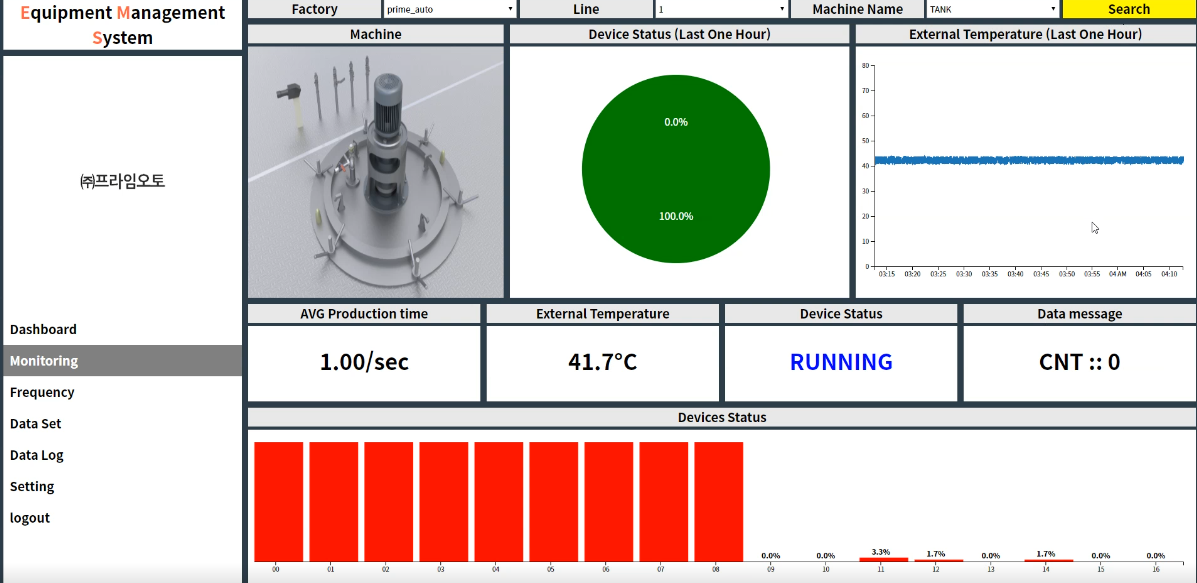 Equipment Management
System
Factory
prime_auto
Line
1
Machine Name
TANK
Search
㈜프라임오토
Dashboard
Monitoring
Frequency
Data Set
Data Log
Setting
logout
Machine
Device Status (Last One Hour)
0.0%
100.0%
External Temperature (Last One Hour)
80
70
60
50
40
30
20
10
0
03:15 03:20 03:25 03:30 03:35 03:40 03:45 03:50 03:55 04 AM 04:05 04:10
AVG Production time
1.00/sec
External Temperature
41.7°C
Device Status
RUNNING
Data message
CNT :: 0
Devices Status
0.0% 0.0% 3.3% 1.7% 0.0% 1.7% 0.0% 0.0%
00 01 02 03 04 05 06 07 08 09 10 11 12 13 14 15 16